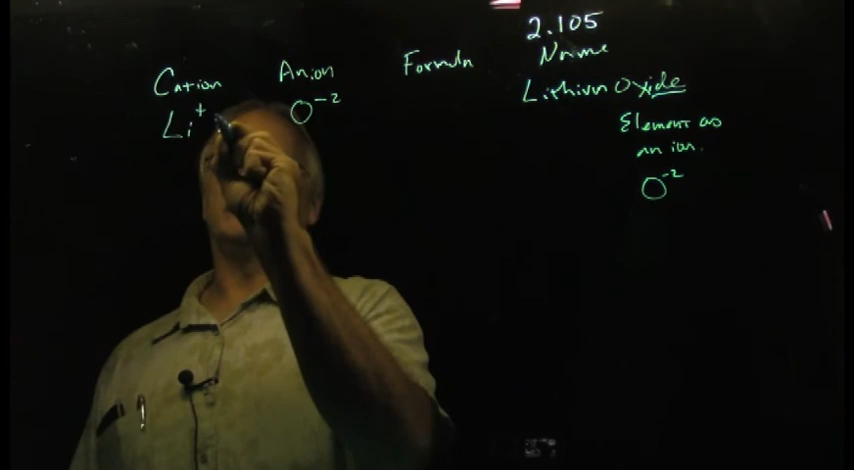 2.105
Cation Anion Formula Name
Li+ O-2 Lithium Oxide
Element as
an ion.
O-2